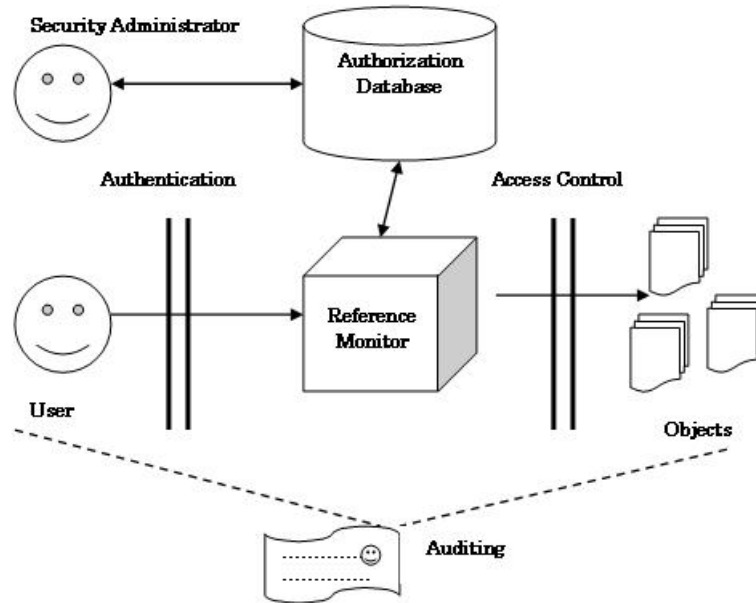 Security Administrator
Authorization
Database
Authentication
Access Control
Reference
Monitor
User
Objects
Auditing